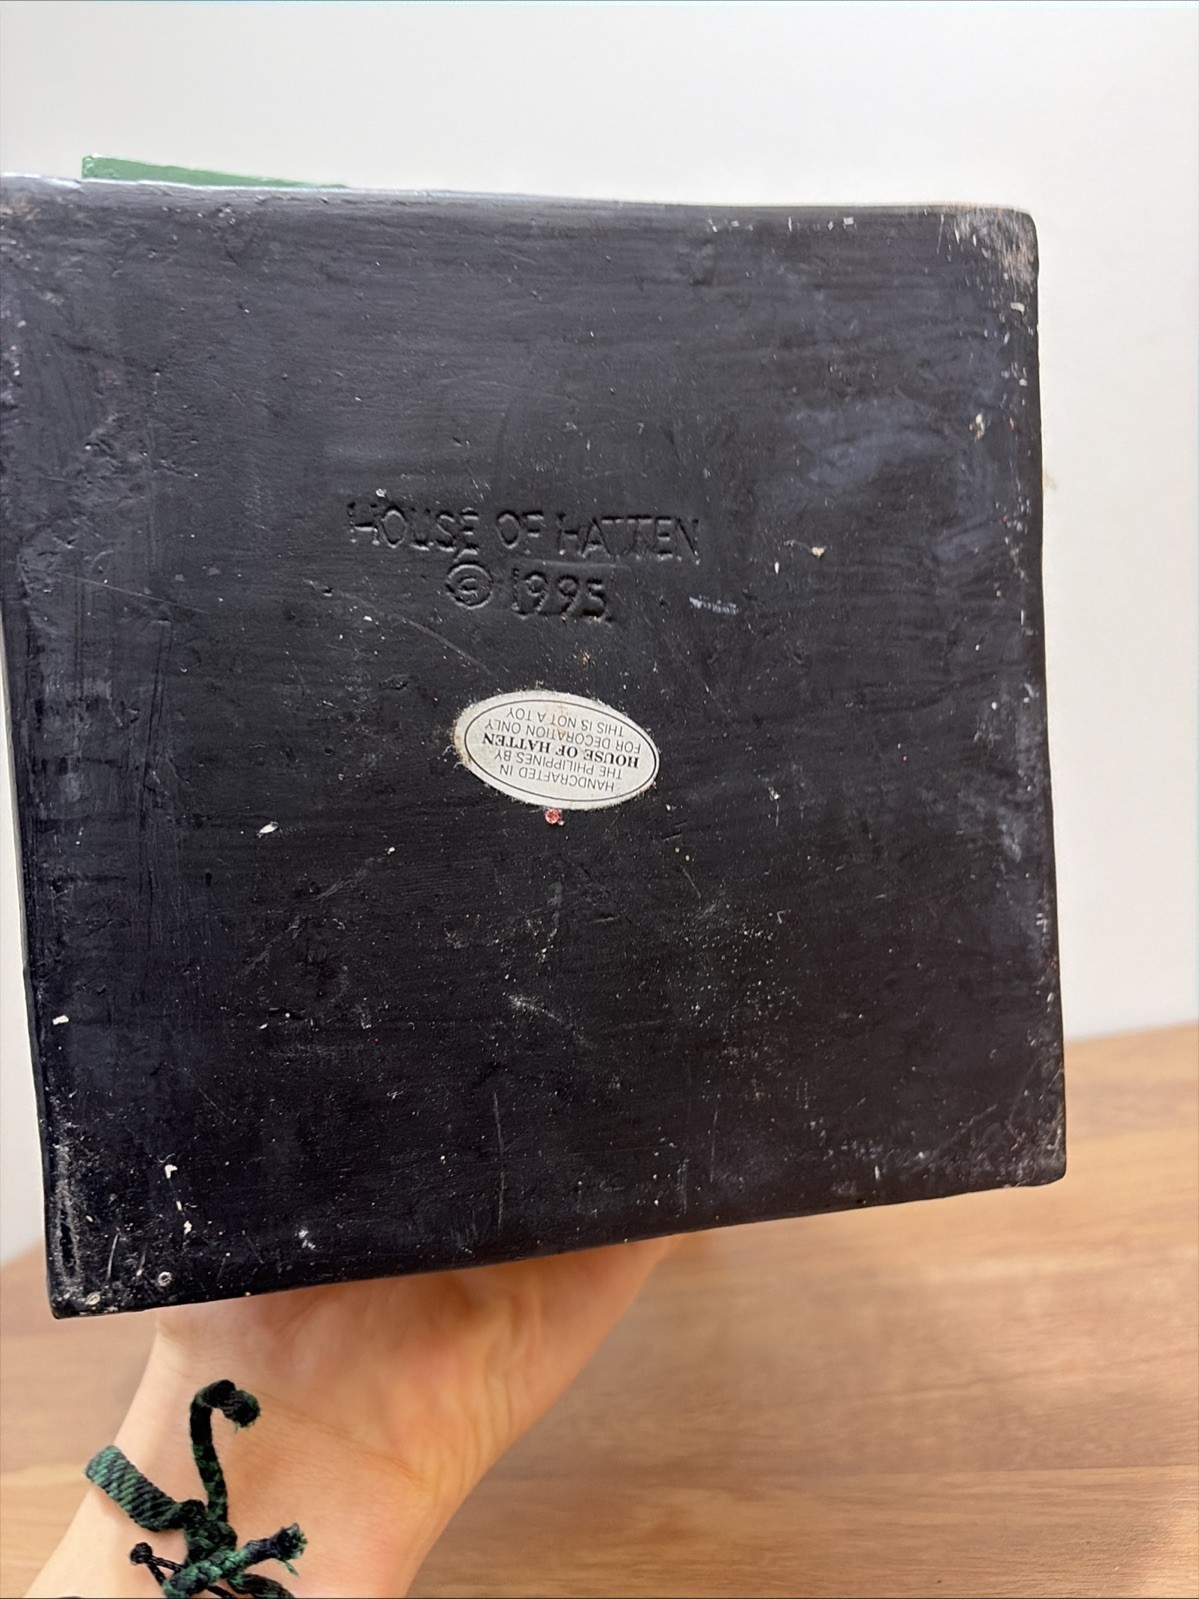 HOUSE OF HATTEN
© 1995
HANDCRAFTED IN
THE PHILIPPINES BY
HOUSE OF HATTEN
FOR DECORATION ONLY
THIS IS NOT A TOY